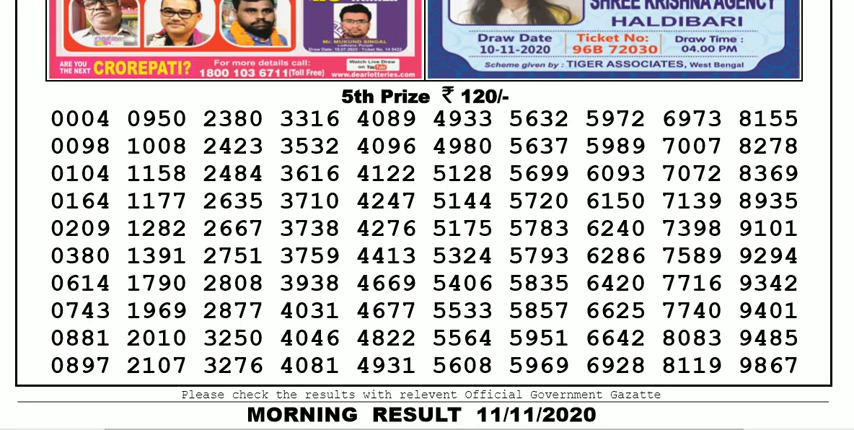 Mr. MUKUND SINGAL
ARE YOU
THE NEXT CROREPATI?
For more details call:
1800 103 6711(Toll Free)
Watch Live Draw
on YouTube
www.dearlotteries.com
SHREE KRISHNA AGENCY
HALDIBARI
Draw Date
10-11-2020
Ticket No:
96B 72030
Draw Time :
04.00 PM
Scheme given by : TIGER ASSOCIATES, West Bengal
5th Prize ₹ 120/-
0004 0950 2380 3316 4089 4933 5632 5972 6973 8155
0098 1008 2423 3532 4096 4980 5637 5989 7007 8278
0104 1158 2484 3616 4122 5128 5699 6093 7072 8369
0164 1177 2635 3710 4247 5144 5720 6150 7139 8935
0209 1282 2667 3738 4276 5175 5783 6240 7398 9101
0380 1391 2751 3759 4413 5324 5793 6286 7589 9294
0614 1790 2808 3938 4669 5406 5835 6420 7716 9342
0743 1969 2877 4031 4677 5533 5857 6625 7740 9401
0881 2010 3250 4046 4822 5564 5951 6642 8083 9485
0897 2107 3276 4081 4931 5608 5969 6928 8119 9867
Please check the results with relevent Official Government Gazatte
MORNING RESULT 11/11/2020